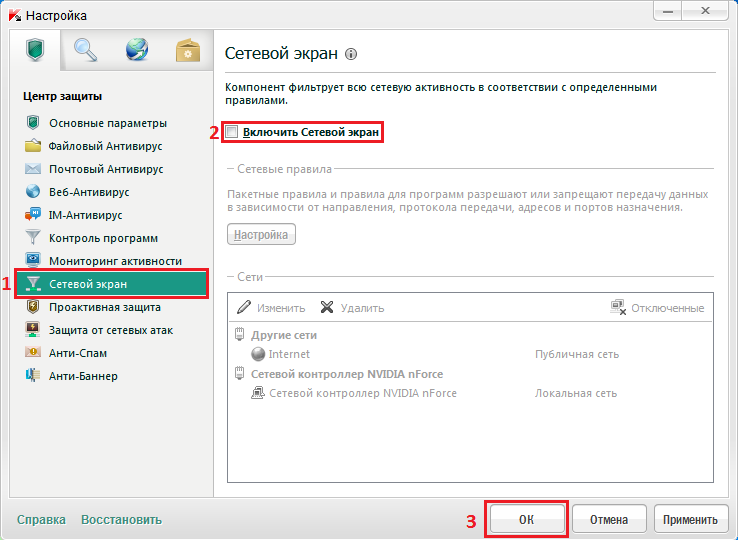 Настройка
Центр защиты
Основные параметры
Файловый Антивирус
Почтовый Антивирус
Веб-Антивирус
IM-Антивирус
Контроль программ
Мониторинг активности
1
Сетевой экран
Проактивная защита
Защита от сетевых атак
Анти-Спам
Анти-Баннер
Сетевой экран
Компонент фильтрует всю сетевую активность в соответствии с определенными
правилами.
2
Включить Сетевой экран
Сетевые правила
Пакетные правила и правила для программ разрешают или запрещают передачу данных
в зависимости от направления, протокола передачи, адресов и портов назначения.
Настройка
Сети
Изменить Удалить Отключенные
Другие сети
Internet Публичная сеть
Сетевой контроллер NVIDIA nForce
Сетевой контроллер NVIDIA nForce Локальная сеть
Справка Восстановить
3
ОК Отмена Применить